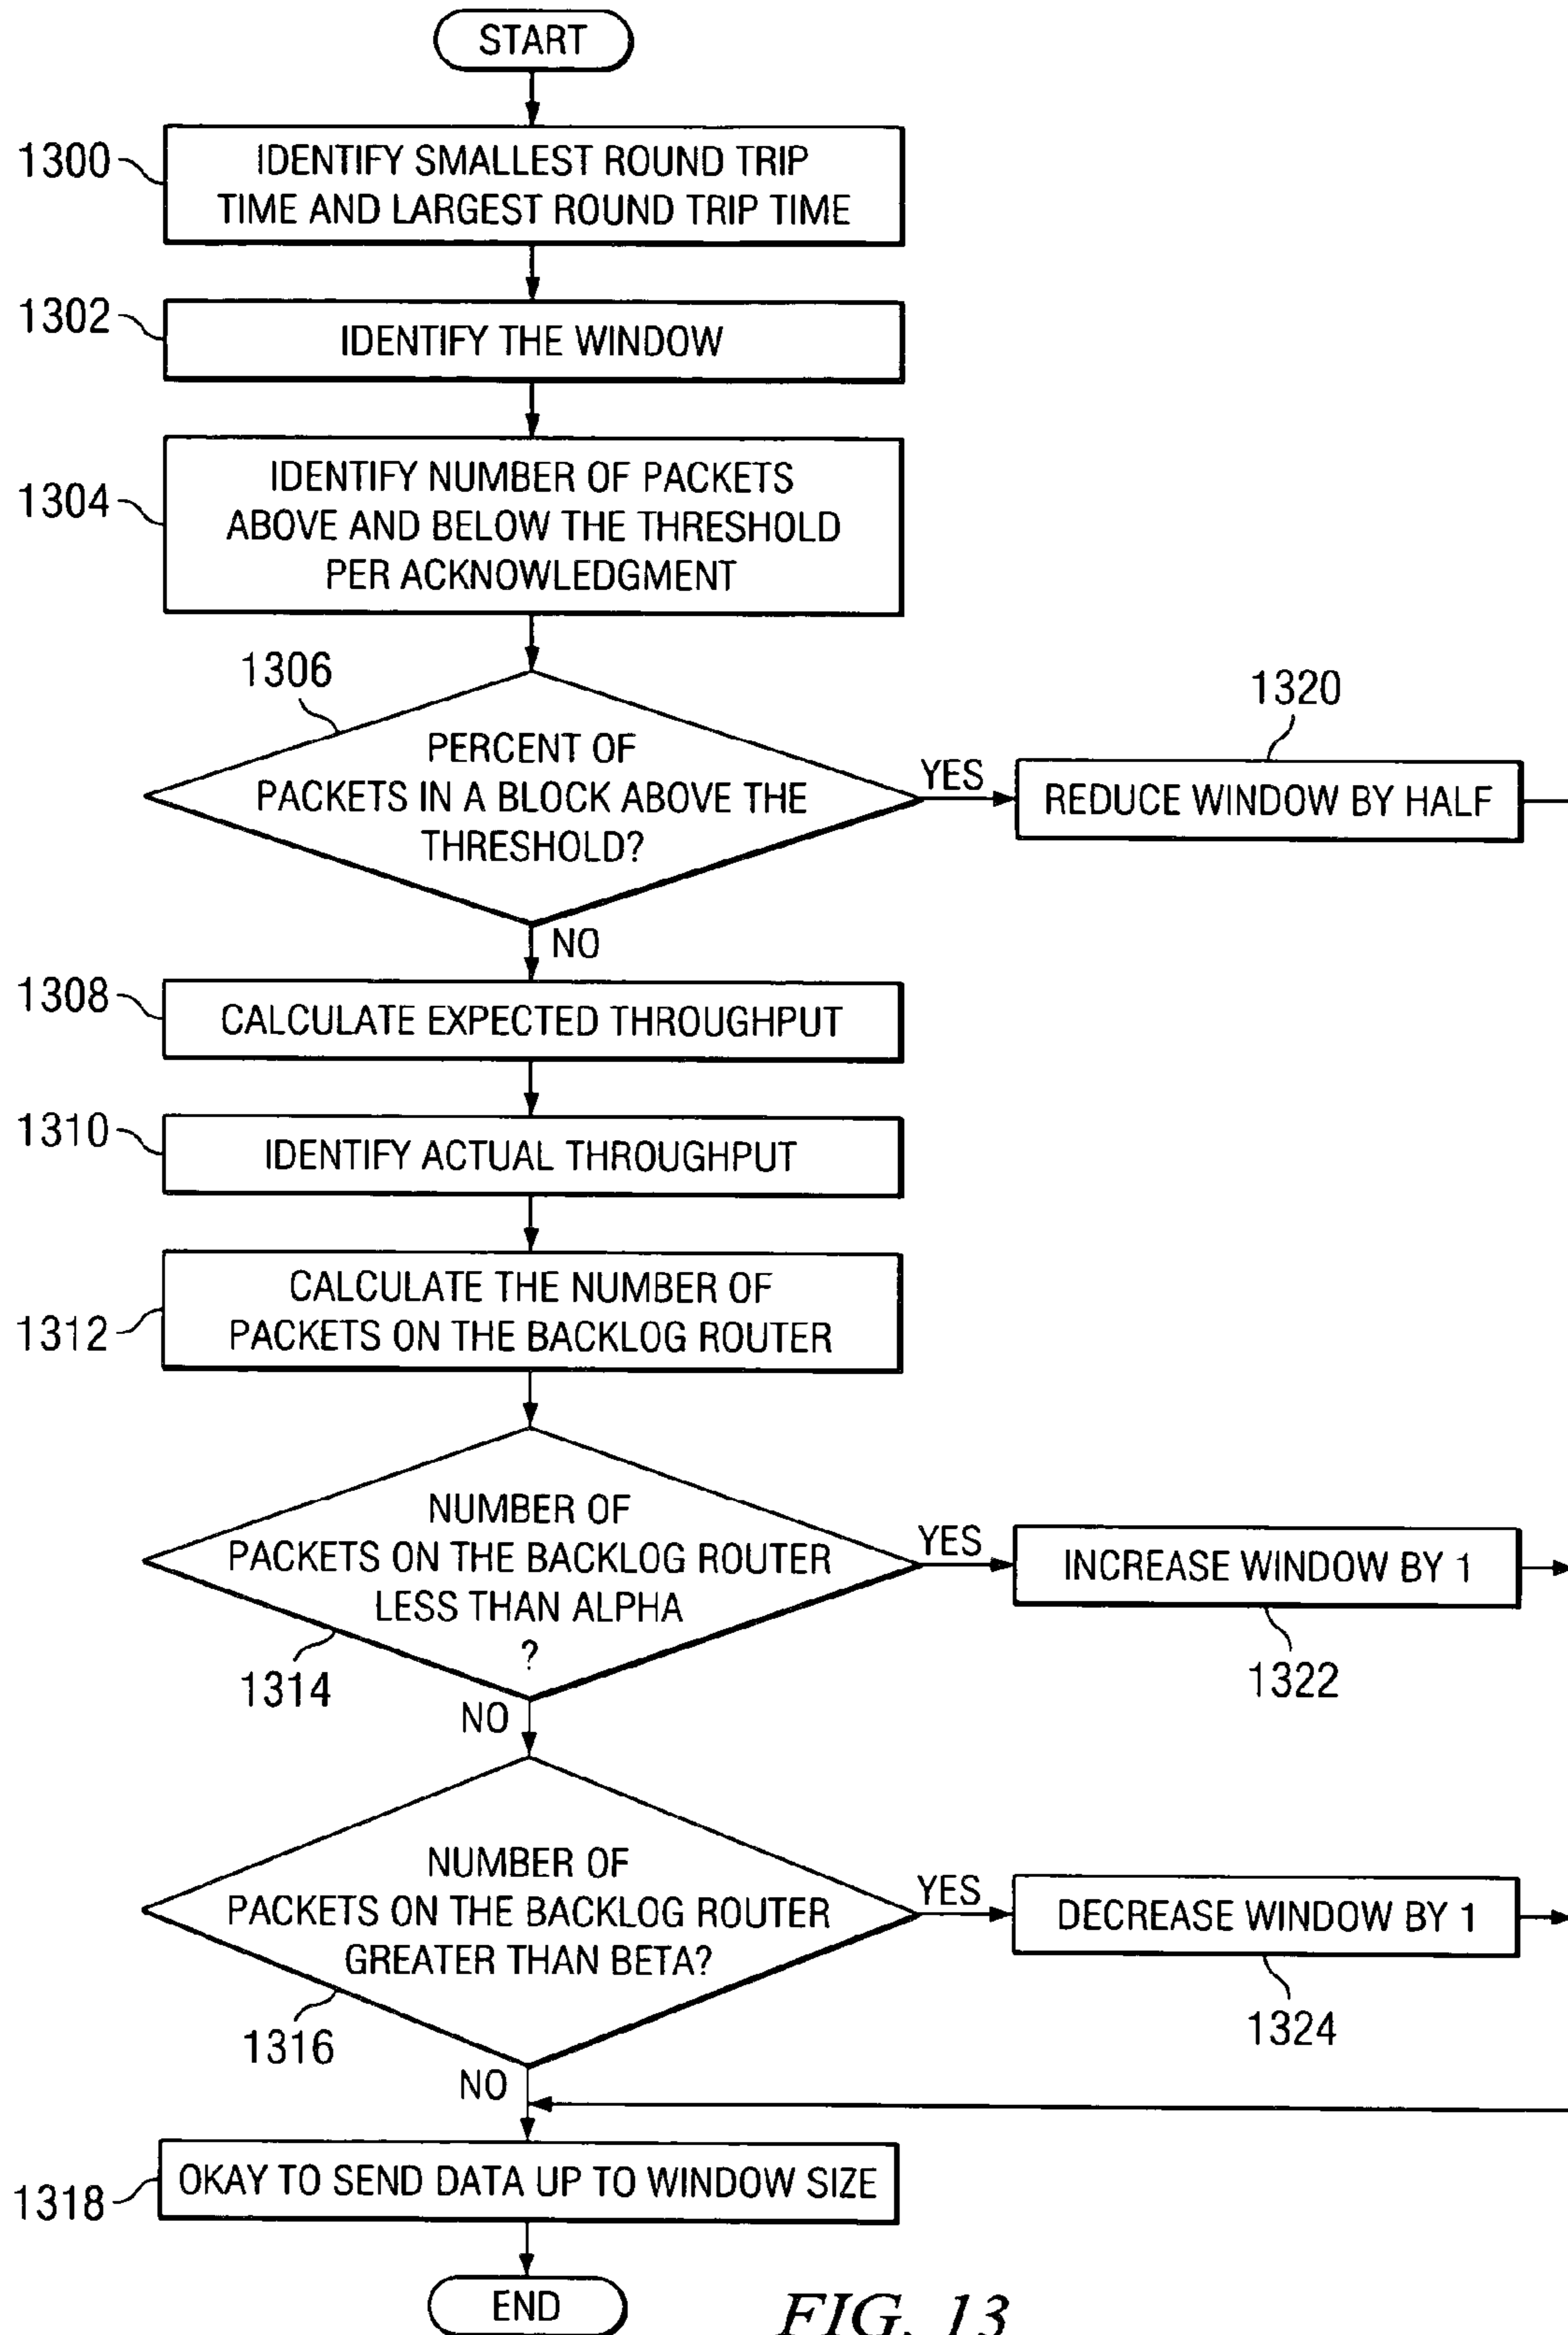 START
1300
IDENTIFY SMALLEST ROUND TRIP
TIME AND LARGEST ROUND TRIP TIME
1302
IDENTIFY THE WINDOW
1304
IDENTIFY NUMBER OF PACKETS
ABOVE AND BELOW THE THRESHOLD
PER ACKNOWLEDGMENT
1306
PERCENT OF
PACKETS IN A BLOCK ABOVE THE
THRESHOLD?
YES
1320
REDUCE WINDOW BY HALF
NO
1308
CALCULATE EXPECTED THROUGHPUT
1310
IDENTIFY ACTUAL THROUGHPUT
1312
CALCULATE THE NUMBER OF
PACKETS ON THE BACKLOG ROUTER
NUMBER OF
PACKETS ON THE BACKLOG ROUTER
LESS THAN ALPHA
?
1314
YES
INCREASE WINDOW BY 1
1322
NO
NUMBER OF
PACKETS ON THE BACKLOG ROUTER
GREATER THAN BETA?
1316
YES
DECREASE WINDOW BY 1
1324
NO
1318
OKAY TO SEND DATA UP TO WINDOW SIZE
END
FIG. 13